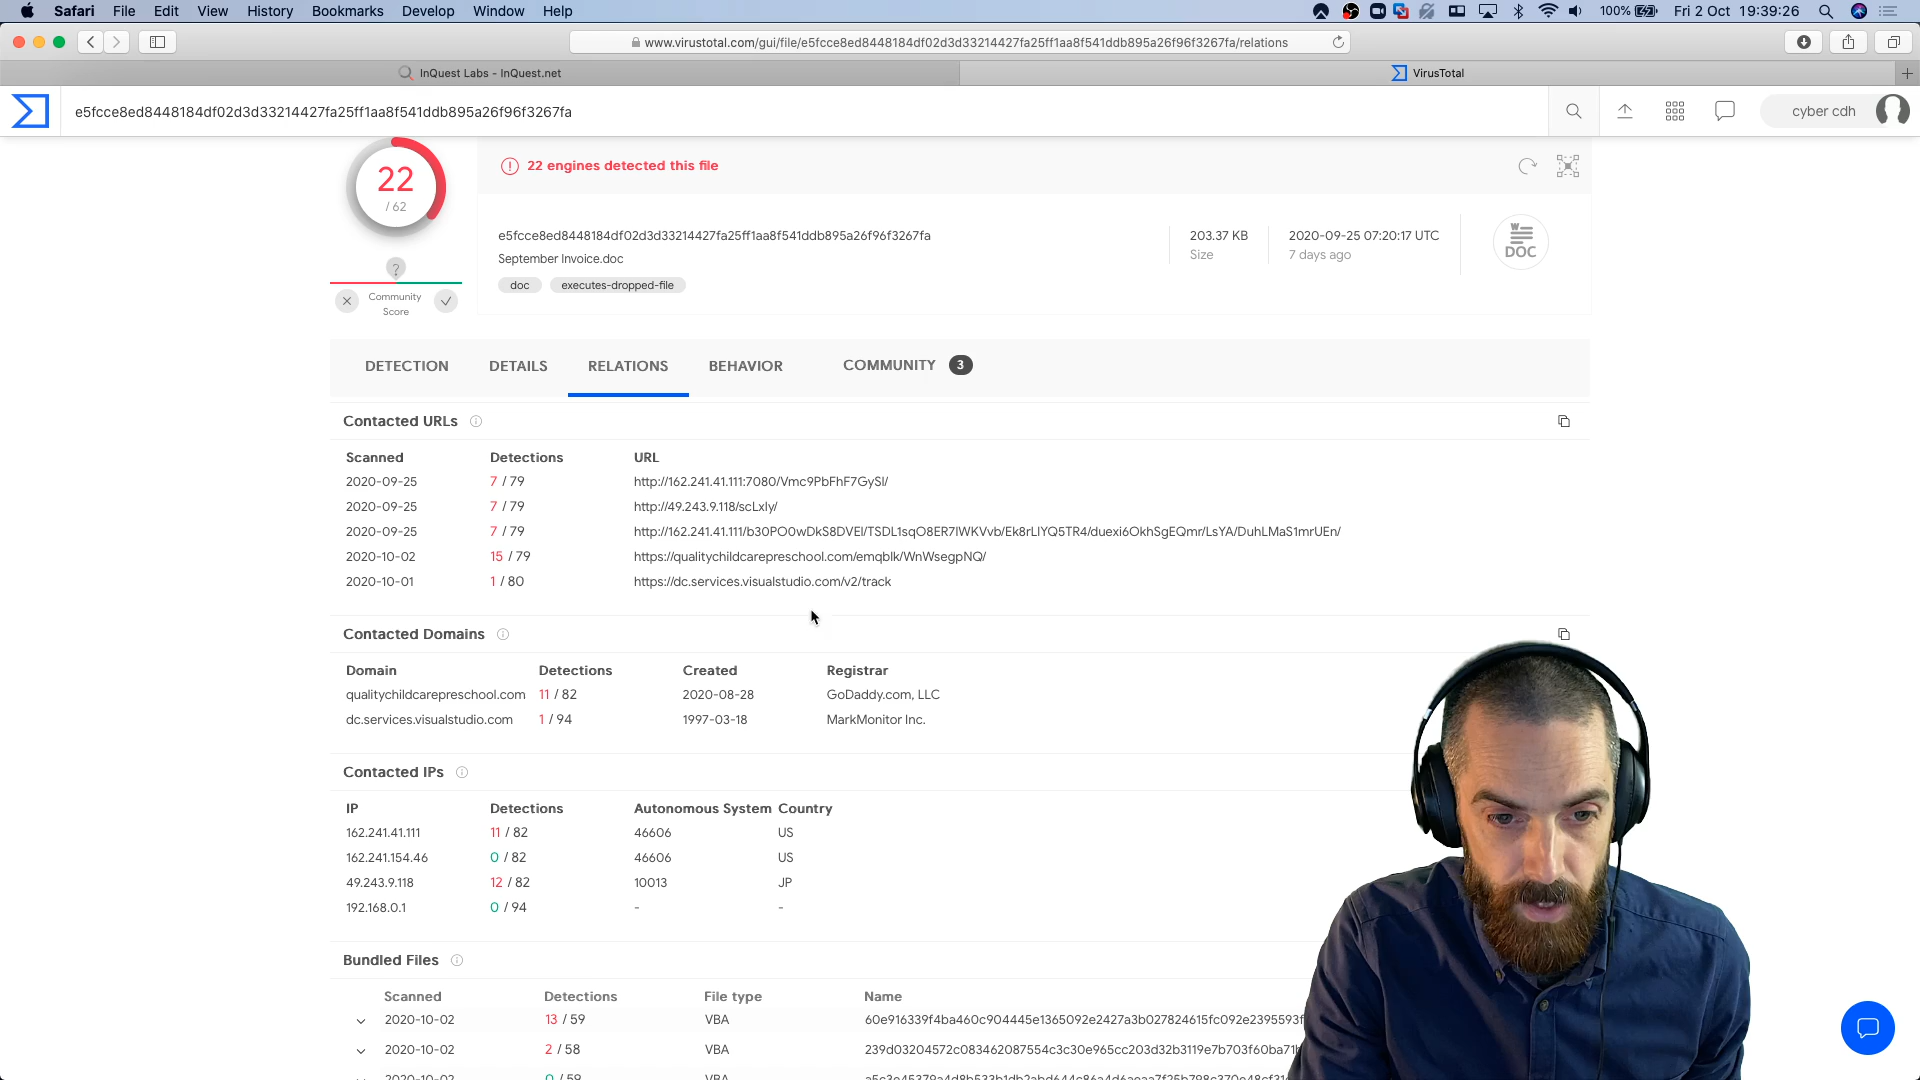 Safari File Edit View History Bookmarks Develop Window Help 100% Fri 2 Oct 19:39:26
www.virustotal.com/gui/file/e5fcce8ed8448184df02d3d33214427fa25ff1aa8f541ddb895a26f96f3267fa/relations
InQuest Labs - InQuest.net VirusTotal
e5fcce8ed8448184df02d3d33214427fa25ff1aa8f541ddb895a26f96f3267fa cyber cdh
22
/ 62
22 engines detected this file
e5fcce8ed8448184df02d3d33214427fa25ff1aa8f541ddb895a26f96f3267fa 203.37 KB 2020-09-25 07:20:17 UTC
September Invoice.doc Size 7 days ago
W DOC
doc executes-dropped-file
?
Community
Score
DETECTION DETAILS RELATIONS BEHAVIOR COMMUNITY 3
Contacted URLs
Scanned Detections URL
2020-09-25 7 / 79 http://162.241.41.111:7080/Vmc9PbFhF7GySl/
2020-09-25 7 / 79 http://49.243.9.118/scLxly/
2020-09-25 7 / 79 http://162.241.41.111/b30PO0wDkS8DVEl/TSDL1sqO8ER7lWKVvb/Ek8rLlYQ5TR4/duexi6OkhSgEQmr/LsYA/DuhLMaS1mrUEn/
2020-10-02 15 / 79 https://qualitychildcarepreschool.com/emqblk/WnWsegpNQ/
2020-10-01 1 / 80 https://dc.services.visualstudio.com/v2/track
Contacted Domains
Domain Detections Created Registrar
qualitychildcarepreschool.com 11 / 82 2020-08-28 GoDaddy.com, LLC
dc.services.visualstudio.com 1 / 94 1997-03-18 MarkMonitor Inc.
Contacted IPs
IP Detections Autonomous System Country
162.241.41.111 11 / 82 46606 US
162.241.154.46 0 / 82 46606 US
49.243.9.118 12 / 82 10013 JP
192.168.0.1 0 / 94 - -
Bundled Files
Scanned Detections File type Name
2020-10-02 13 / 59 VBA 60e916339f4ba460c904445e1365092e2427a3b027824615fc092e2395593f
2020-10-02 2 / 58 VBA 239d03204572c083462087554c3c30e965cc203d32b3119e7b703f60ba71
2020-10-02 0 / 59 VBA